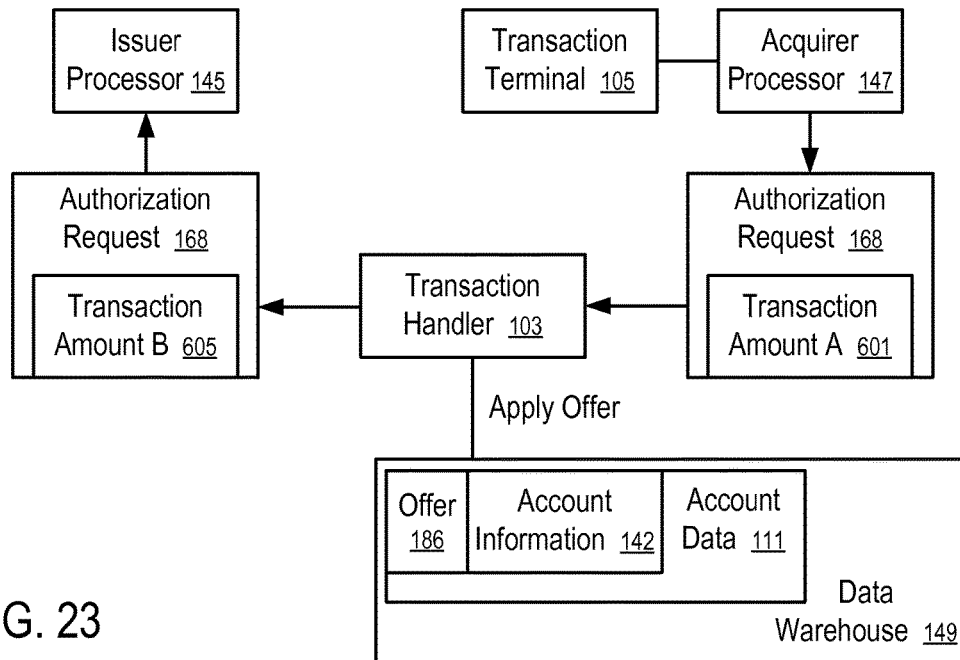 Issuer
Processor 145
Transaction
Terminal 105
Acquirer
Processor 147
Authorization
Request 168
Transaction
Amount B 605
Transaction
Handler 103
Authorization
Request 168
Transaction
Amount A 601
Apply Offer
Offer
186
Account
Information 142
Account
Data 111
Data
Warehouse 149
G. 23